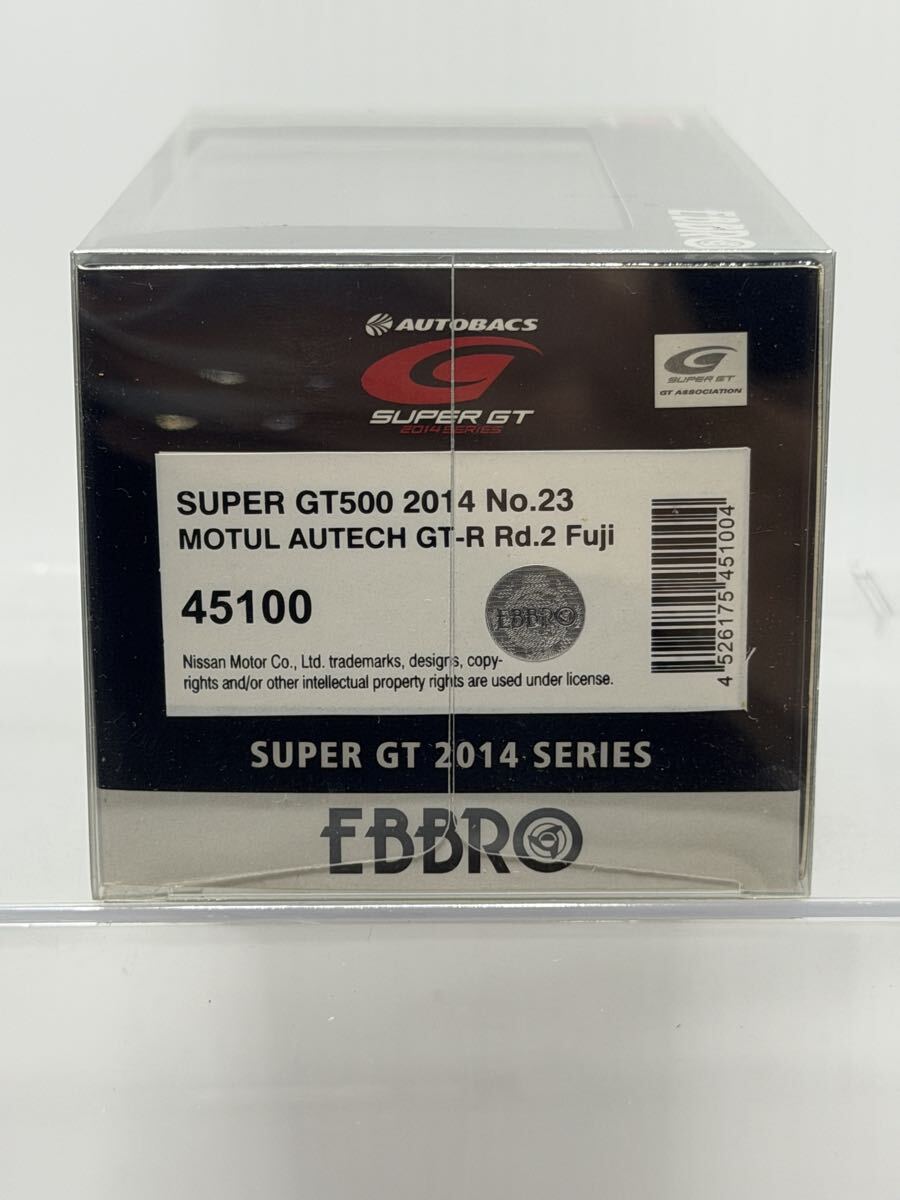 EBBRO
AUTOBACS
SUPER GT
2014 SERIES
SUPER GT
GT ASSOCIATION
SUPER GT500 2014 No.23
MOTUL AUTECH GT-R Rd.2 Fuji
45100
EBBRO
Nissan Motor Co., Ltd. trademarks, designs, copy-
rights and/or other intellectual property rights are used under license.
4 526175 451004
SUPER GT 2014 SERIES
EBBRO